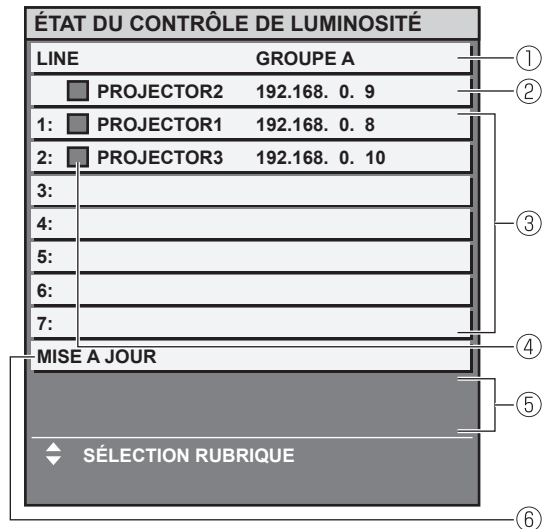 ÉTAT DU CONTRÔLE DE LUMINOSITÉ
LINE GROUPE A ①
PROJECTOR2 192.168. 0. 9 ②
1: PROJECTOR1 192.168. 0. 8
2: PROJECTOR3 192.168. 0. 10
3:
③
4:
5:
6:
7:
④
MISE A JOUR
⑤
SÉLECTION RUBRIQUE
⑥